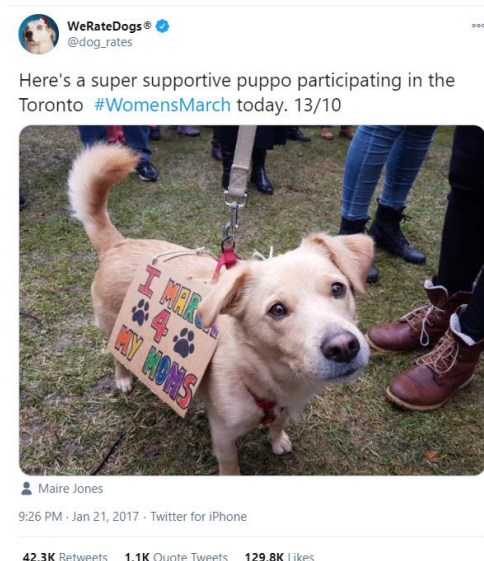 WeRateDogs®
@dog_rates
Here's a super supportive puppo participating in the
Toronto #WomensMarch today. 13/10
I MARCH
4
MY MOMS
Maire Jones
9:26 PM · Jan 21, 2017 · Twitter for iPhone
42.3K Retweets 1.1K Quote Tweets 129.8K Likes